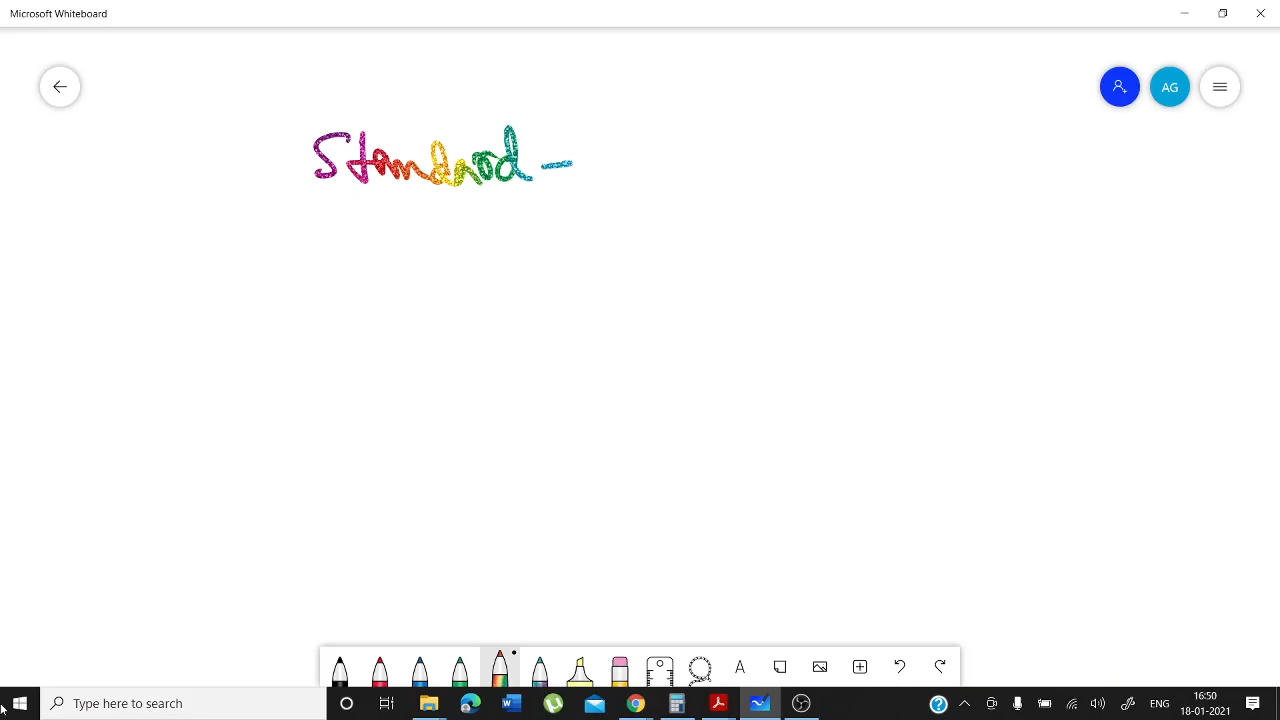 Microsoft Whiteboard
AG
Standard -
A
Type here to search
ENG
16:50
18-01-2021